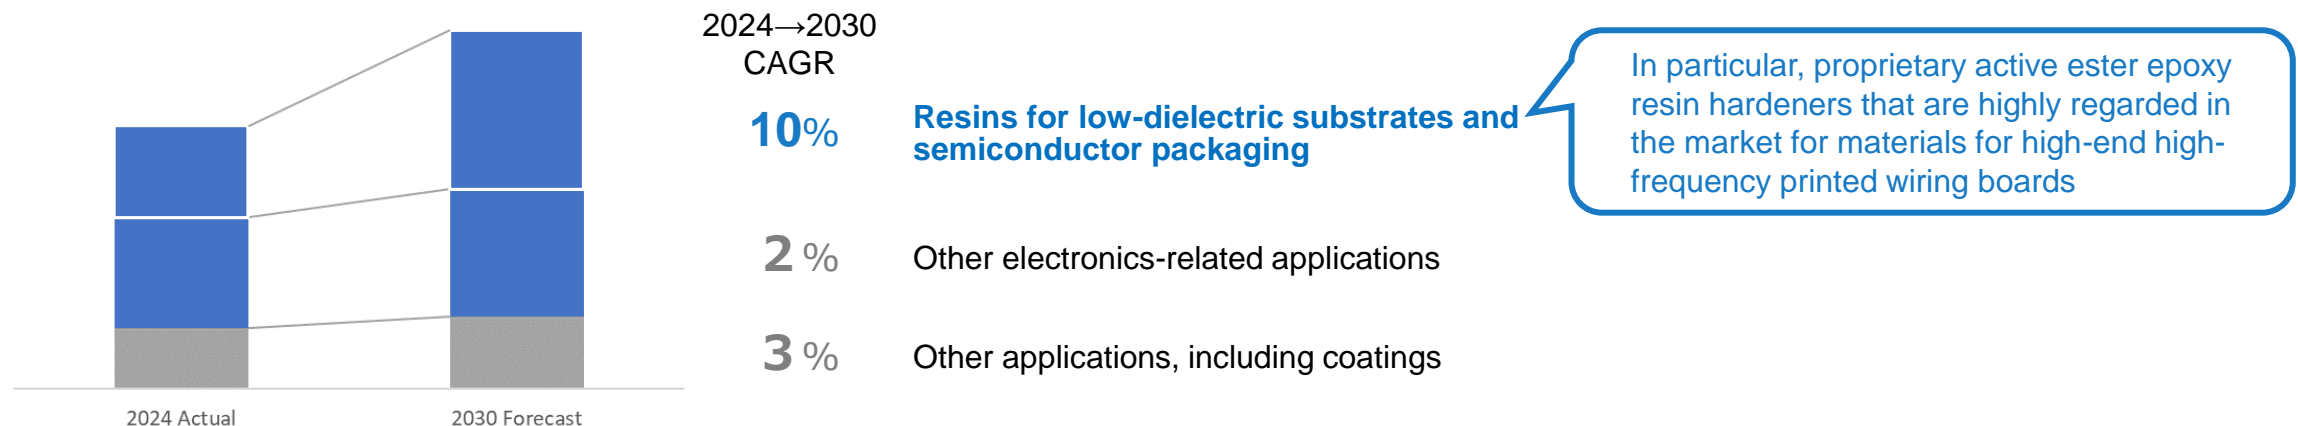 2024→2030
CAGR
10%
Resins for low-dielectric substrates and
semiconductor packaging
In particular, proprietary active ester epoxy
resin hardeners that are highly regarded in
the market for materials for high-end high-
frequency printed wiring boards
2 %
Other electronics-related applications
3 %
Other applications, including coatings
2024 Actual
2030 Forecast